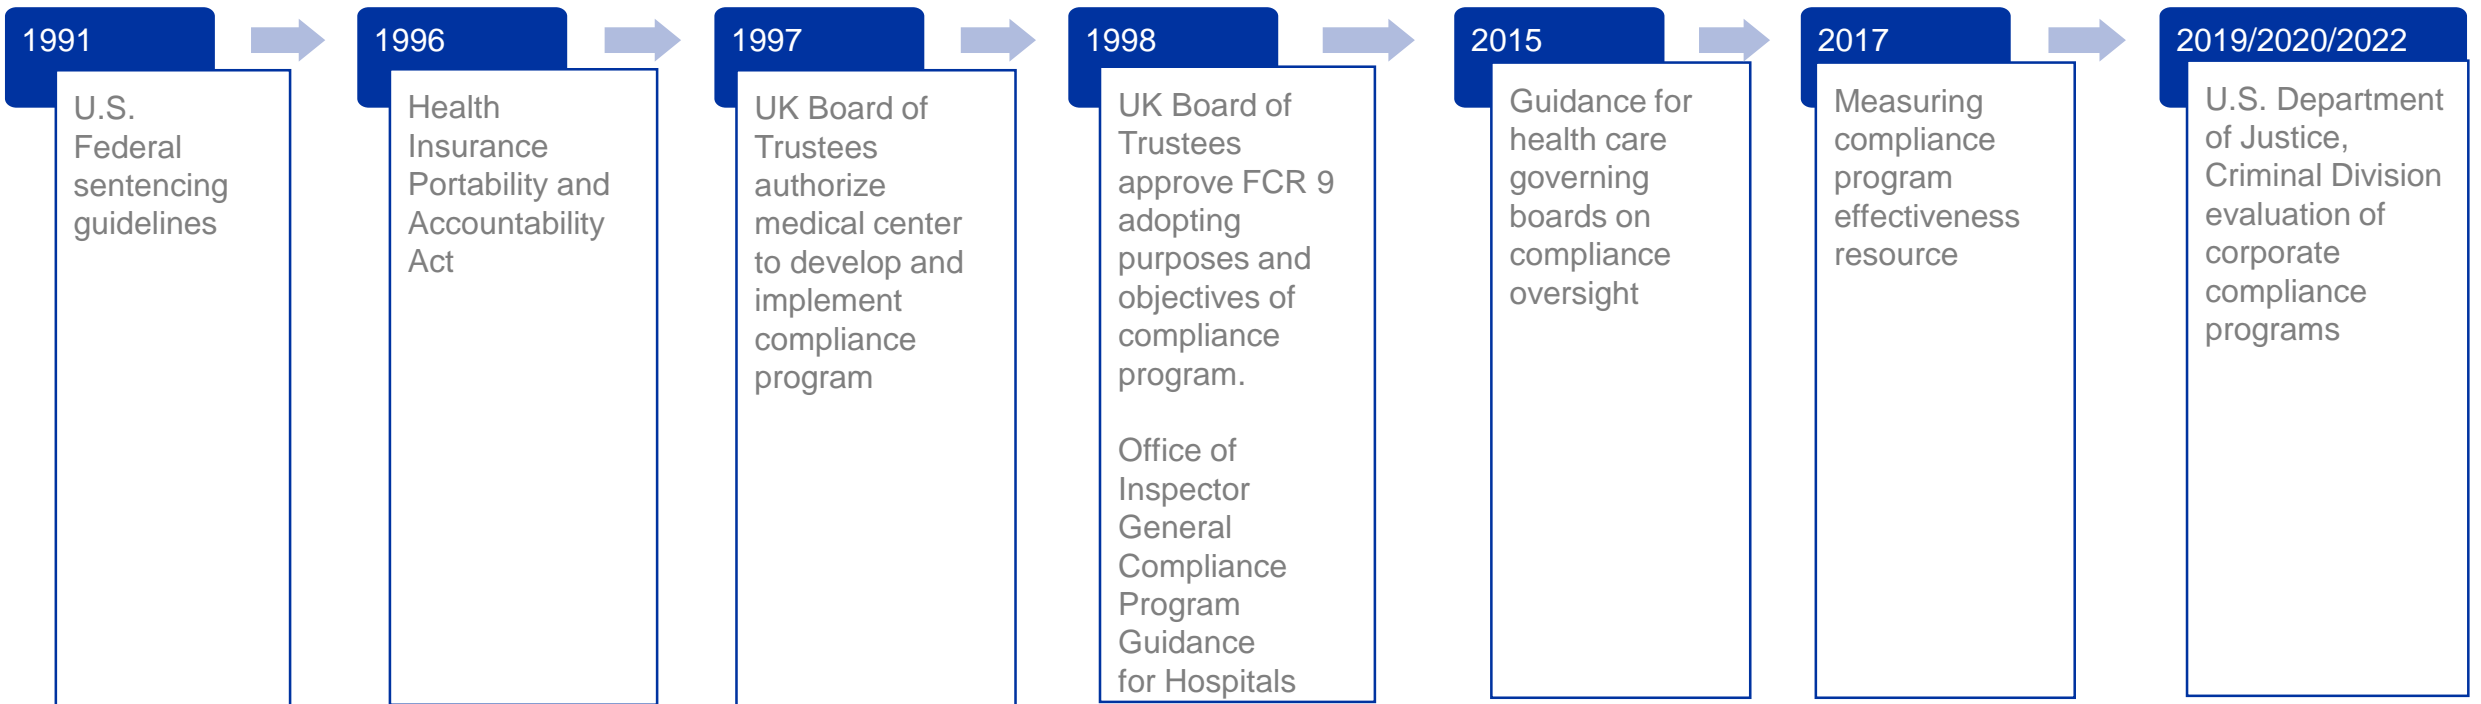 1991
U.S.
Federal
sentencing
guidelines
1996
Health
Insurance
Portability and
Accountability
Act
1997
UK Board of
Trustees
authorize
medical center
to develop and
implement
compliance
program
1998
UK Board of
Trustees
approve FCR 9
adopting
purposes and
objectives of
compliance
program.
Office of
Inspector
General
Compliance
Program
Guidance
for Hospitals
2015
Guidance for
health care
governing
boards on
compliance
oversight
2017
Measuring
compliance
program
effectiveness
resource
2019/2020/2022
U.S. Department
of Justice,
Criminal Division
evaluation of
corporate
compliance
programs